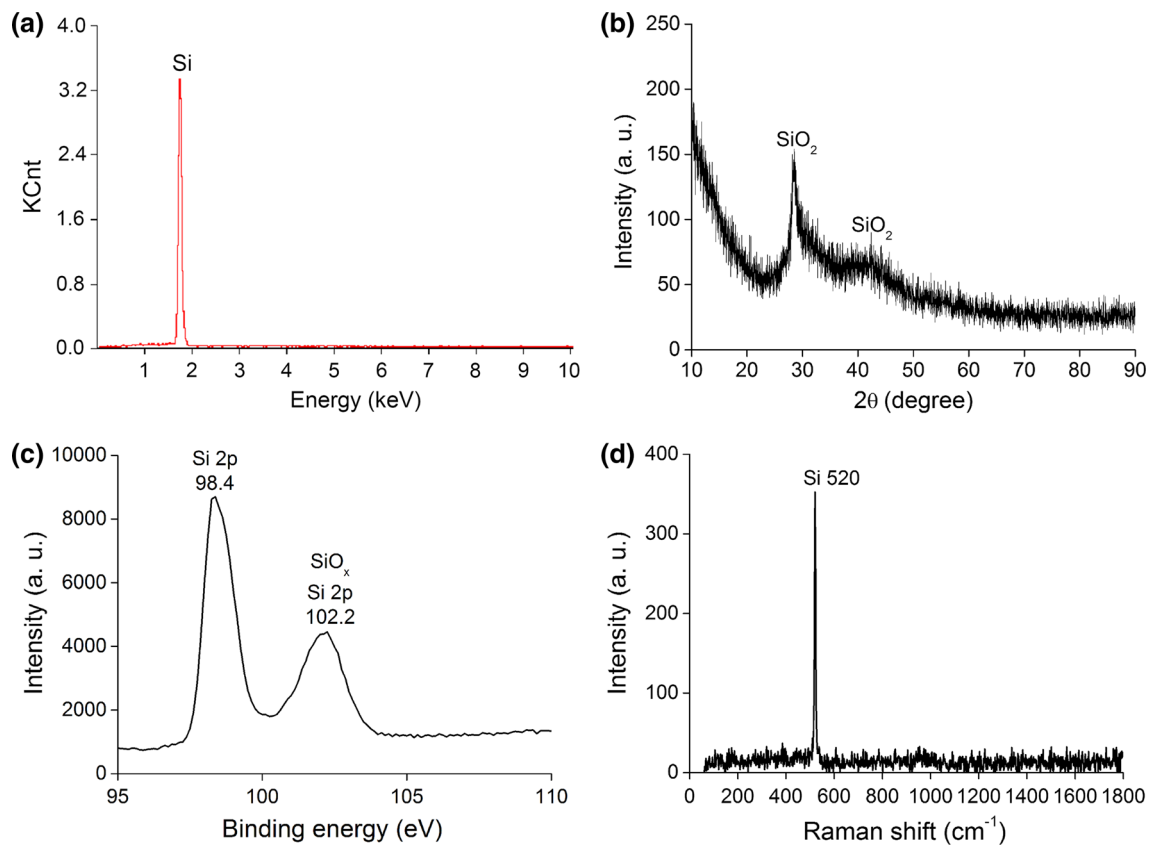 (a)
4.0
3.2
2.4
1.6
0.8
0.0
KCnt
Si
1 2 3 4 5 6 7 8 9 10
Energy (keV)
(b)
250
200
150
100
50
0
Intensity (a. u.)
SiO₂
SiO₂
10 20 30 40 50 60 70 80 90
2θ (degree)
(c)
10000
8000
6000
4000
2000
0
Intensity (a. u.)
Si 2p
98.4
SiOₓ
Si 2p
102.2
95 100 105 110
Binding energy (eV)
(d)
400
300
200
100
0
Intensity (a. u.)
Si 520
0 200 400 600 800 1000 1200 1400 1600 1800
Raman shift (cm⁻¹)